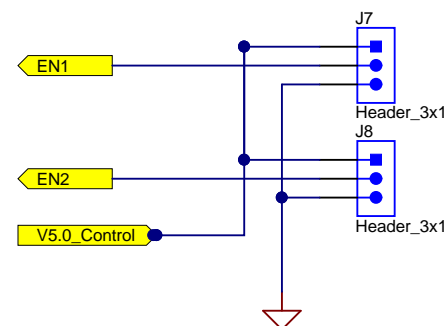 J7
EN1
Header_3x1
J8
EN2
Header_3x1
V5.0_Control